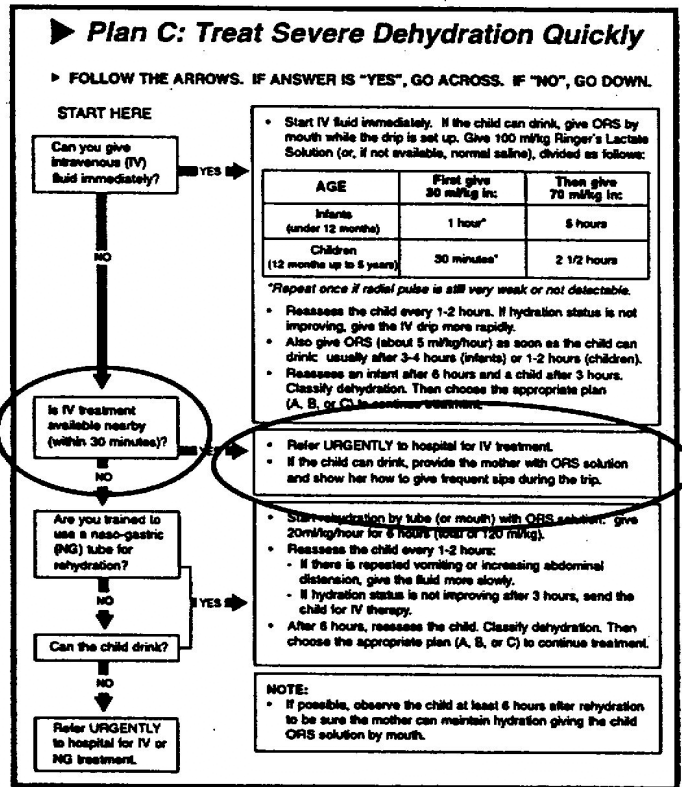 ▶ Plan C: Treat Severe Dehydration Quickly
▶ FOLLOW THE ARROWS. IF ANSWER IS "YES", GO ACROSS. IF "NO", GO DOWN.
START HERE
Can you give
intravenous (IV)
fluid immediately?
YES
• Start IV fluid immediately. If the child can drink, give ORS by
mouth while the drip is set up. Give 100 ml/kg Ringer's Lactate
Solution (or, if not available, normal saline), divided as follows:
AGE
First give
30 ml/kg in:
Then give
70 ml/kg in:
Infants
(under 12 months)
1 hour*
5 hours
Children
(12 months up to 5 years)
30 minutes*
2 1/2 hours
*Repeat once if radial pulse is still very weak or not detectable.
• Reassess the child every 1-2 hours. If hydration status is not
improving, give the IV drip more rapidly.
• Also give ORS (about 5 ml/kg/hour) as soon as the child can
drink: usually after 3-4 hours (infants) or 1-2 hours (children).
• Reassess an infant after 6 hours and a child after 3 hours.
Classify dehydration. Then choose the appropriate plan
(A, B, or C) to continue treatment.
NO
Is IV treatment
available nearby
(within 30 minutes)?
YES
• Refer URGENTLY to hospital for IV treatment.
• If the child can drink, provide the mother with ORS solution
and show her how to give frequent sips during the trip.
NO
Are you trained to
use a naso-gastric
(NG) tube for
rehydration?
NO
Can the child drink?
YES
• Start rehydration by tube (or mouth) with ORS solution: give
20ml/kg/hour for 6 hours (total of 120 ml/kg).
• Reassess the child every 1-2 hours:
- If there is repeated vomiting or increasing abdominal
distension, give the fluid more slowly.
- If hydration status is not improving after 3 hours, send the
child for IV therapy.
• After 6 hours, reassess the child. Classify dehydration. Then
choose the appropriate plan (A, B, or C) to continue treatment.
NO
Refer URGENTLY
to hospital for IV or
NG treatment.
NOTE:
• If possible, observe the child at least 6 hours after rehydration
to be sure the mother can maintain hydration giving the child
ORS solution by mouth.